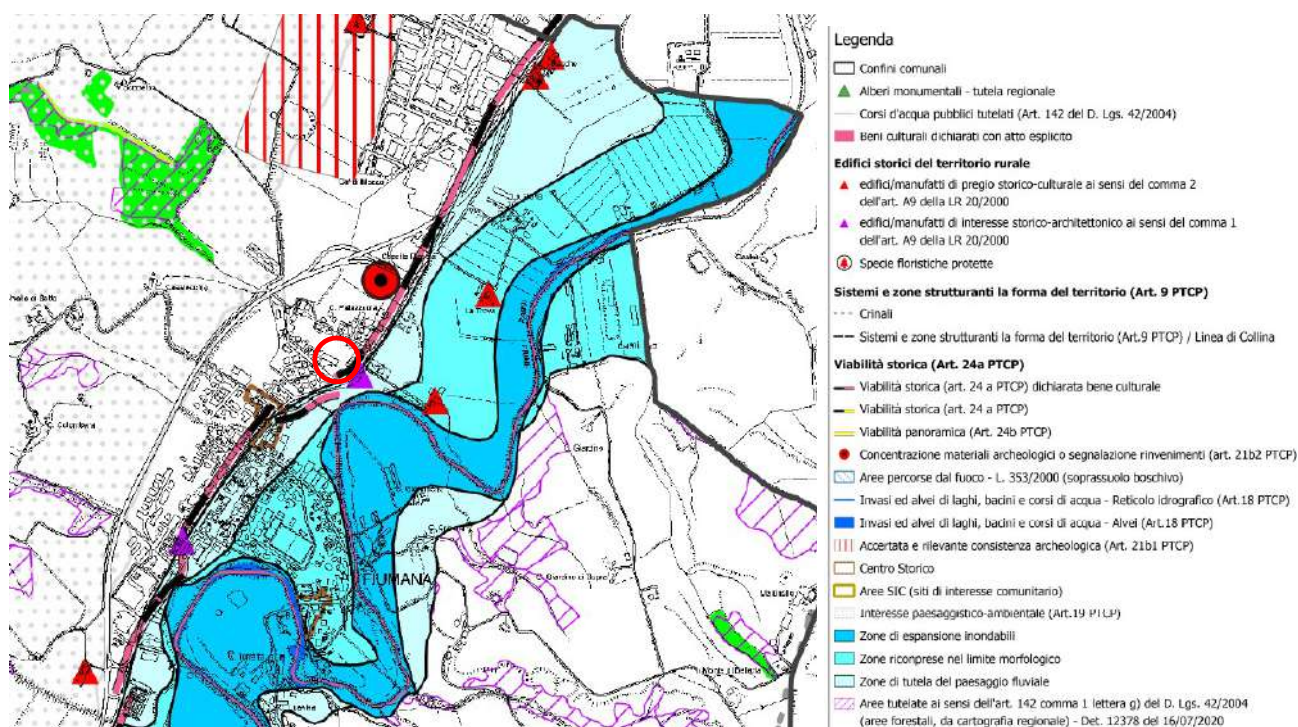 Legenda
Confini comunali
Alberi monumentali - tutela regionale
Corsi d'acqua pubblici tutelati (Art. 142 del D. Lgs. 42/2004)
Beni culturali dichiarati con atto esplicito
Edifici storici del territorio rurale
edifici/manufatti di pregio storico-culturale ai sensi del comma 2
dell'art. A9 della LR 20/2000
edifici/manufatti di interesse storico-architettonico ai sensi del comma 1
dell'art. A9 della LR 20/2000
Specie floristiche protette
Sistemi e zone strutturanti la forma del territorio (Art. 9 PTCP)
Crinali
Sistemi e zone strutturanti la forma del territorio (Art.9 PTCP) / Linea di Collina
Viabilità storica (Art. 24a PTCP)
Viabilità storica (art. 24 a PTCP) dichiarata bene culturale
Viabilità storica (art. 24 a PTCP)
Viabilità panoramica (Art. 24b PTCP)
Concentrazione materiali archeologici o segnalazione rinvenimenti (art. 21b2 PTCP)
Aree percorse dal fuoco - L. 353/2000 (soprassuolo boschivo)
Invasi ed alvei di laghi, bacini e corsi di acqua - Reticolo idrografico (Art.18 PTCP)
Invasi ed alvei di laghi, bacini e corsi di acqua - Alvei (Art.18 PTCP)
Accertata e rilevante consistenza archeologica (Art. 21b1 PTCP)
Centro Storico
Aree SIC (siti di interesse comunitario)
Interesse paesaggistico-ambientale (Art.19 PTCP)
Zone di espansione inondabili
Zone riconprese nel limite morfologico
Zone di tutela del paesaggio fluviale
Aree tutelate ai sensi dell'art. 142 comma 1 lettera g) del D. Lgs. 42/2004
(aree forestali, da cartografia regionale) - Det. 12378 del 16/07/2020
C. Colombara
Giardino
FIUMANA